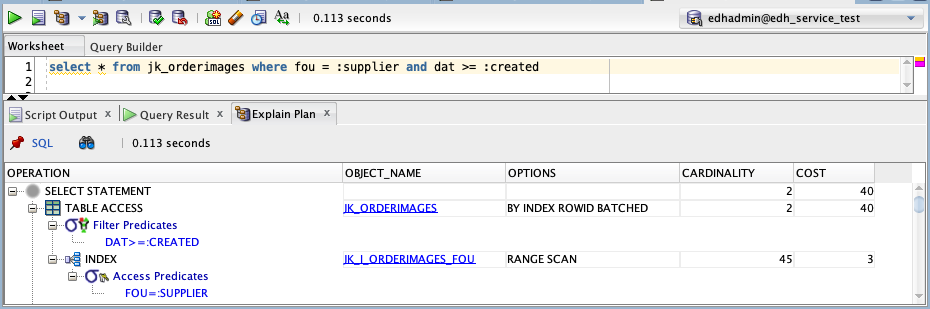 0.113 seconds edhadmin@edh_service_test
Worksheet Query Builder
1 select * from jk_orderimages where fou = :supplier and dat >= :created
2
Script Output x Query Result x Explain Plan x
SQL 0.113 seconds
OPERATION OBJECT_NAME OPTIONS CARDINALITY COST
SELECT STATEMENT 2 40
TABLE ACCESS JK_ORDERIMAGES BY INDEX ROWID BATCHED 2 40
Filter Predicates
DAT>=:CREATED
INDEX JK_I_ORDERIMAGES_FOU RANGE SCAN 45 3
Access Predicates
FOU=:SUPPLIER